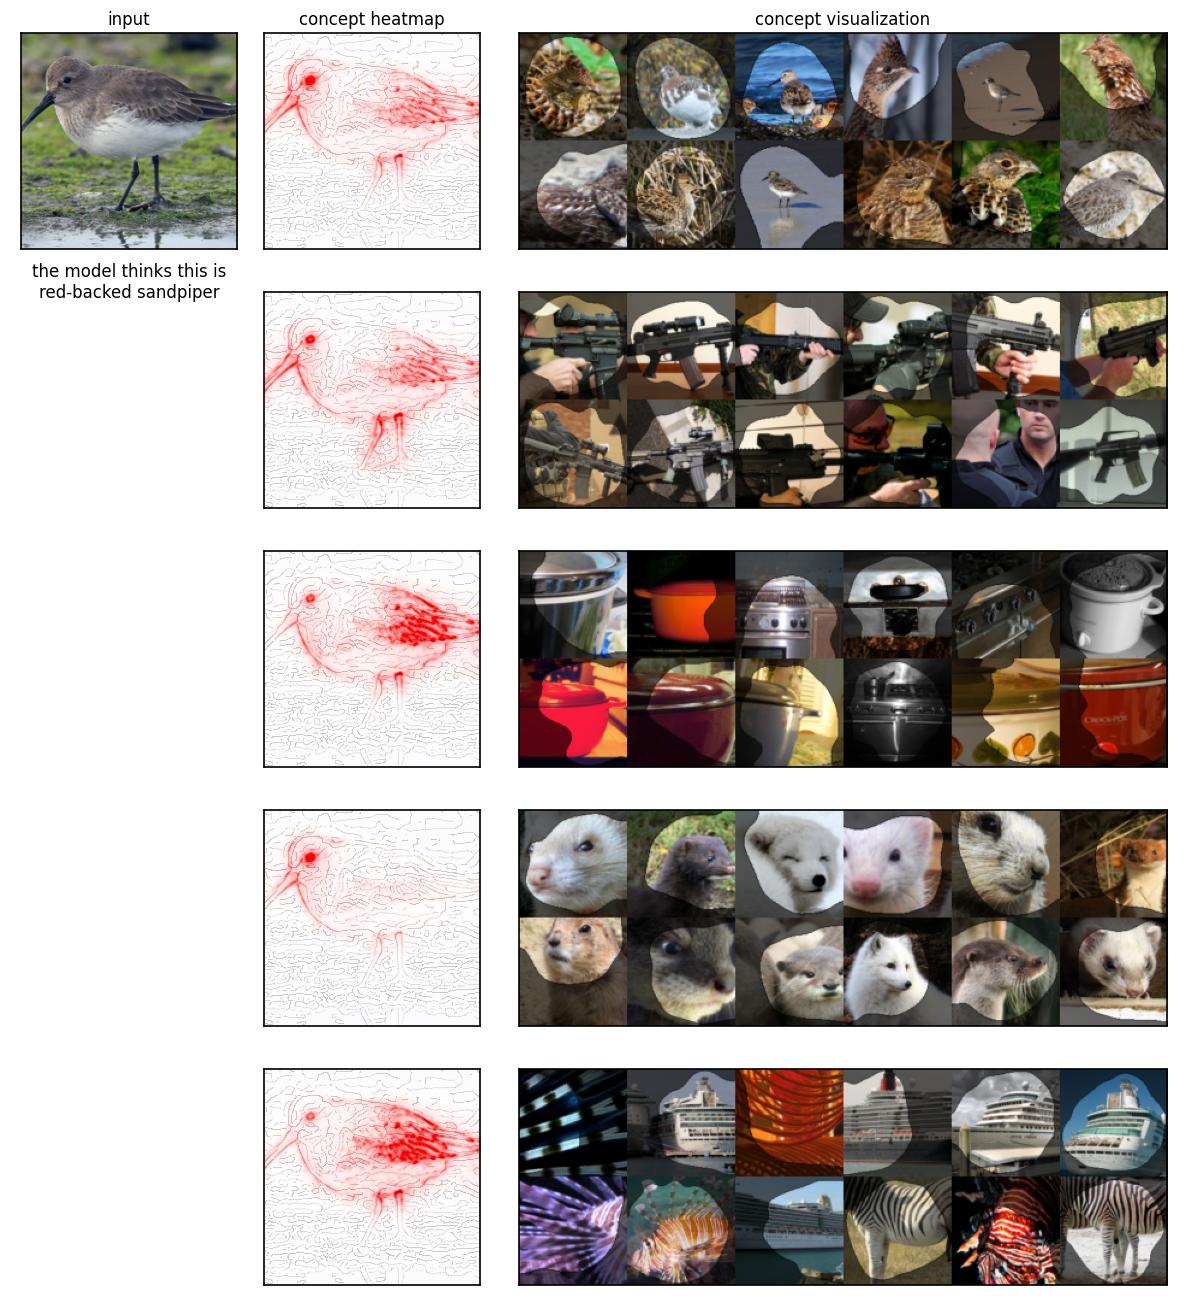 input
concept heatmap
concept visualization
the model thinks this is
red-backed sandpiper
CROCK-POT